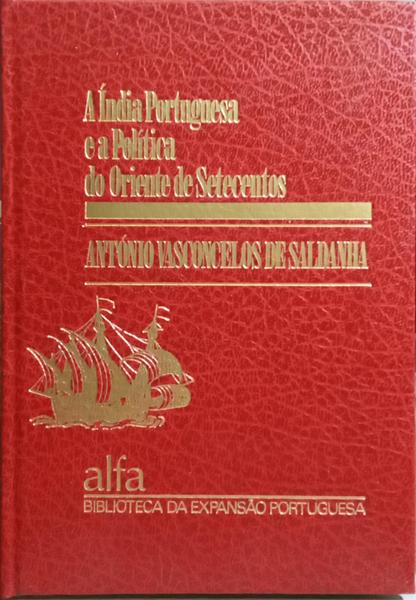 A Índia Portuguesa
e a Política
do Oriente de Setecentos
ANTÓNIO VASCONCELOS DE SALDANHA
alfa
BIBLIOTECA DA EXPANSÃO PORTUGUESA